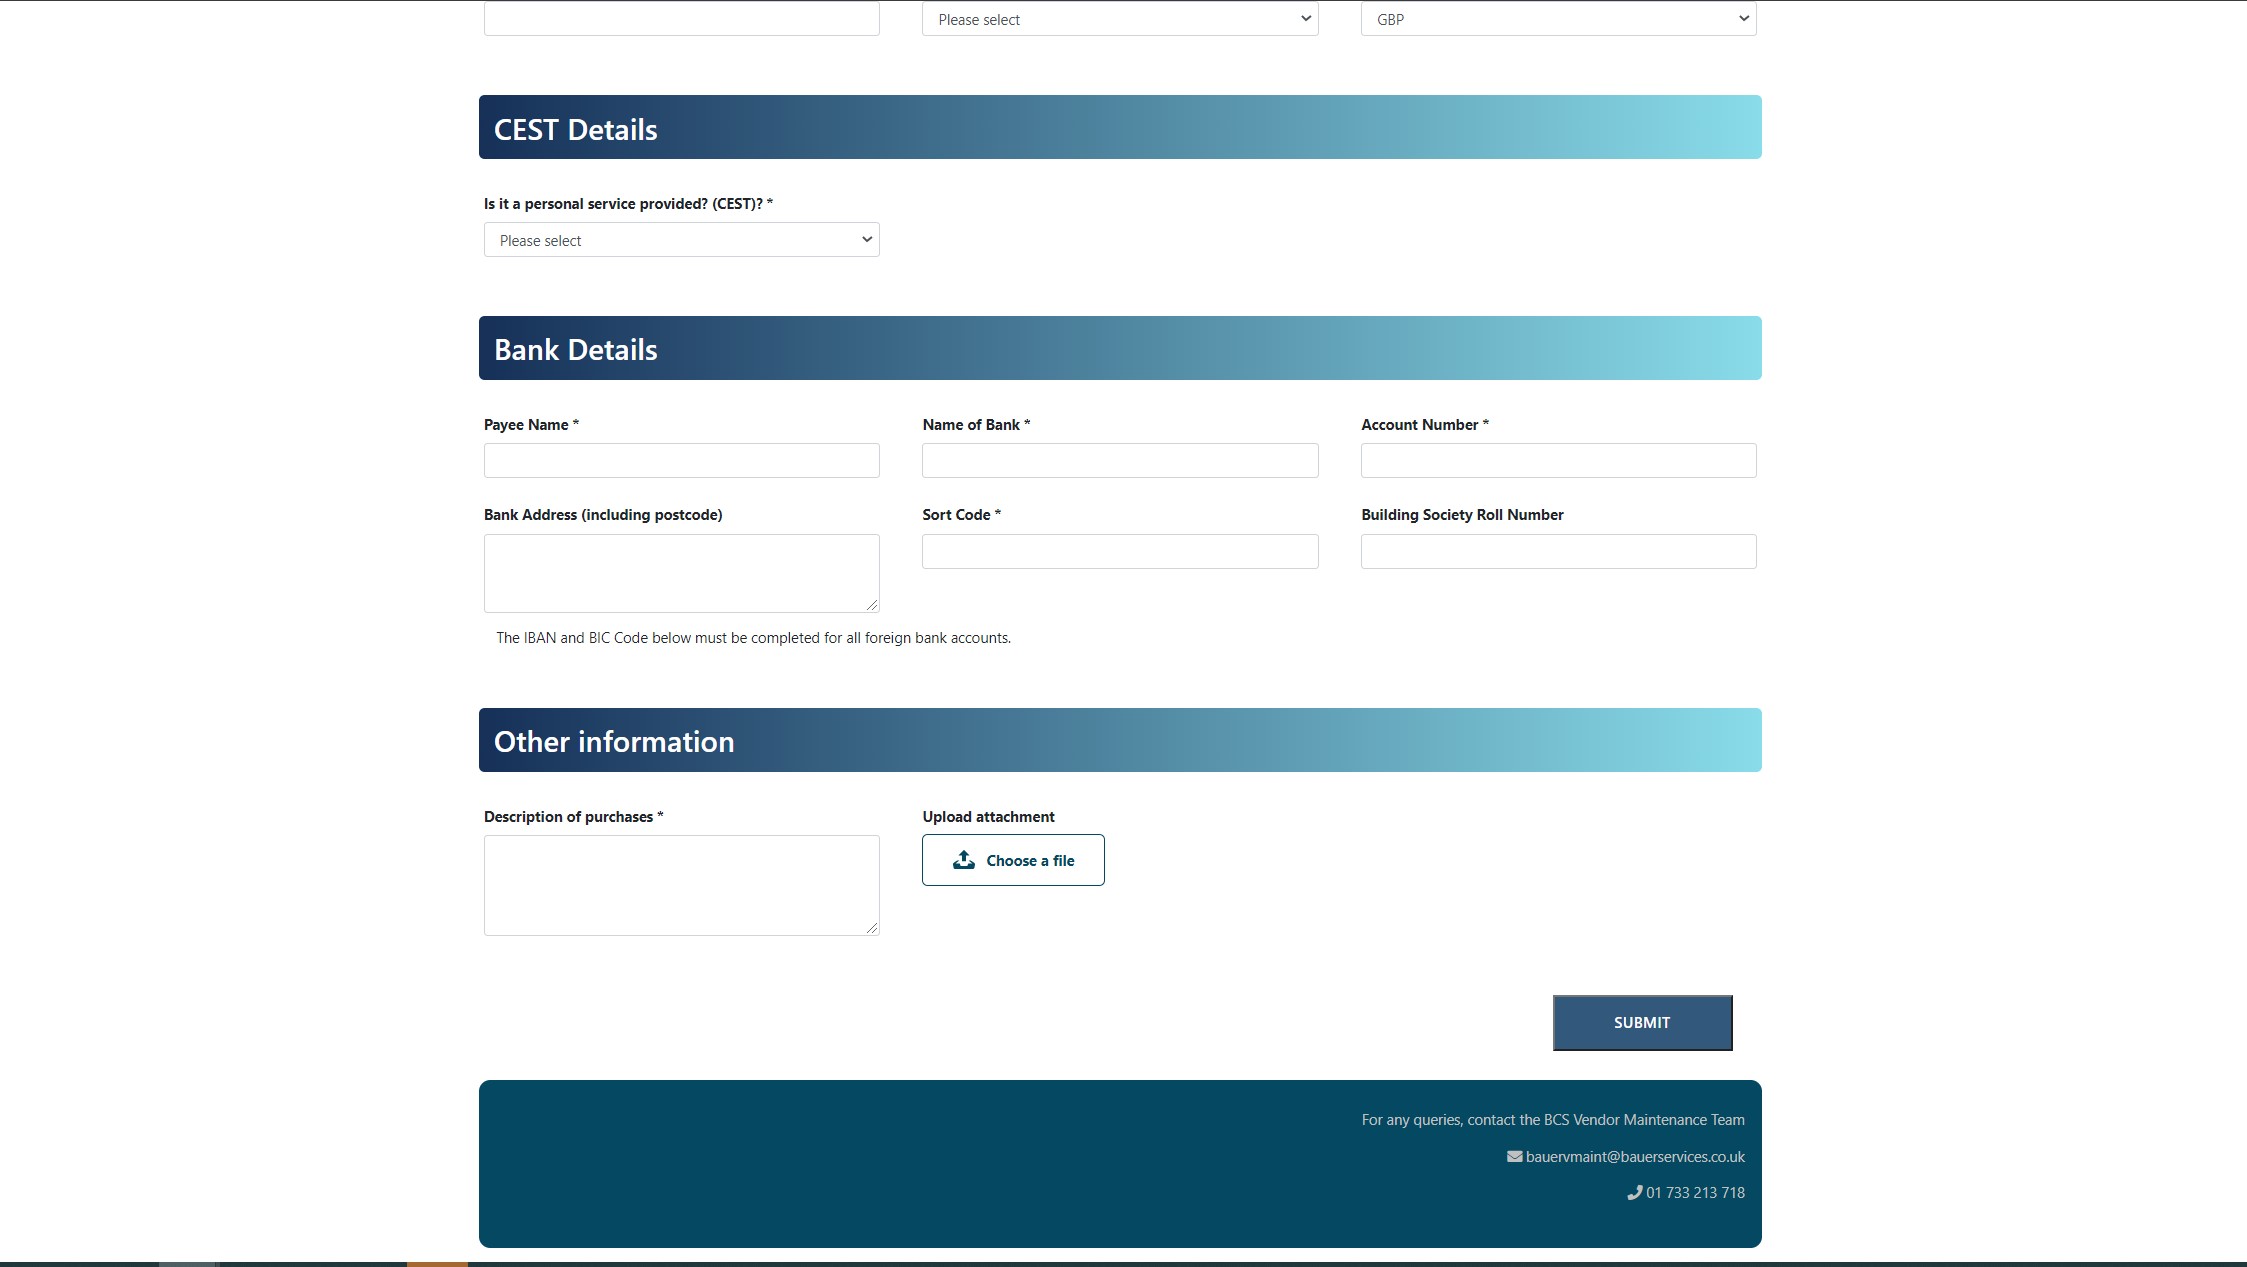 Please select
GBP
CEST Details
Is it a personal service provided? (CEST)? *
Please select
Bank Details
Payee Name *
Name of Bank *
Account Number *
Bank Address (including postcode)
Sort Code *
Building Society Roll Number
The IBAN and BIC Code below must be completed for all foreign bank accounts.
Other information
Description of purchases *
Upload attachment
Choose a file
SUBMIT
For any queries, contact the BCS Vendor Maintenance Team
bauervmaint@bauerservices.co.uk
01 733 213 718